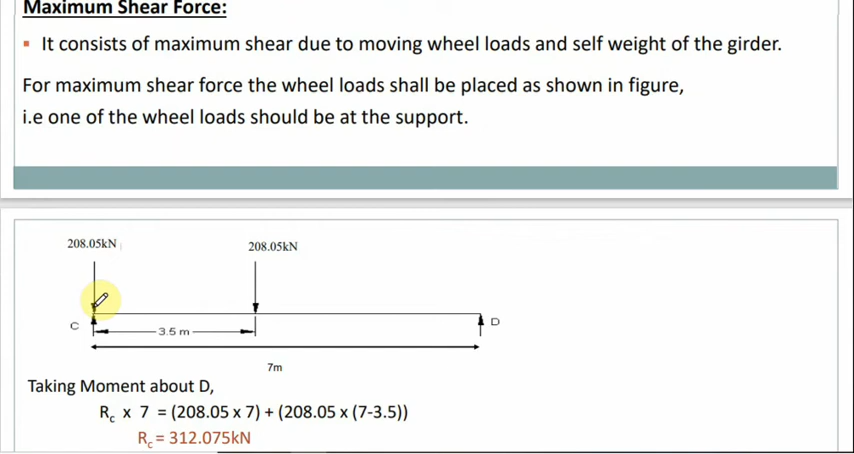 Maximum Shear Force:
▪ It consists of maximum shear due to moving wheel loads and self weight of the girder.
For maximum shear force the wheel loads shall be placed as shown in figure,
i.e one of the wheel loads should be at the support.
208.05kN 208.05kN
C D
3.5 m
7m
Taking Moment about D,
Rc x 7 = (208.05 x 7) + (208.05 x (7-3.5))
Rc = 312.075kN